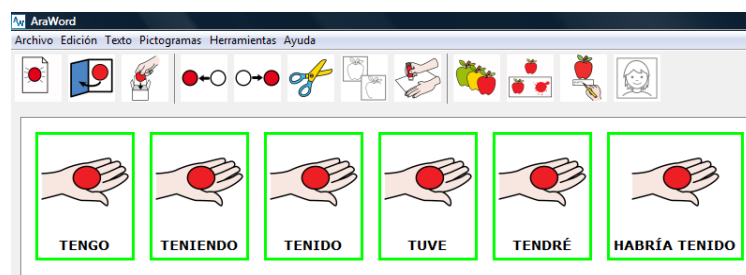 AraWord
Archivo Edición Texto Pictogramas Herramientas Ayuda
TENGO TENIENDO TENIDO TUVE TENDRÉ HABRÍA TENIDO